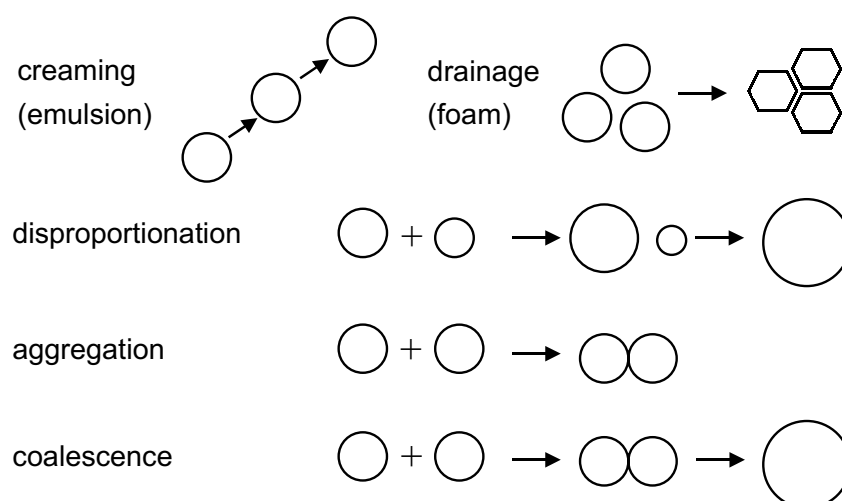 creaming
(emulsion)
drainage
(foam)
disproportionation
+
aggregation
+
coalescence
+